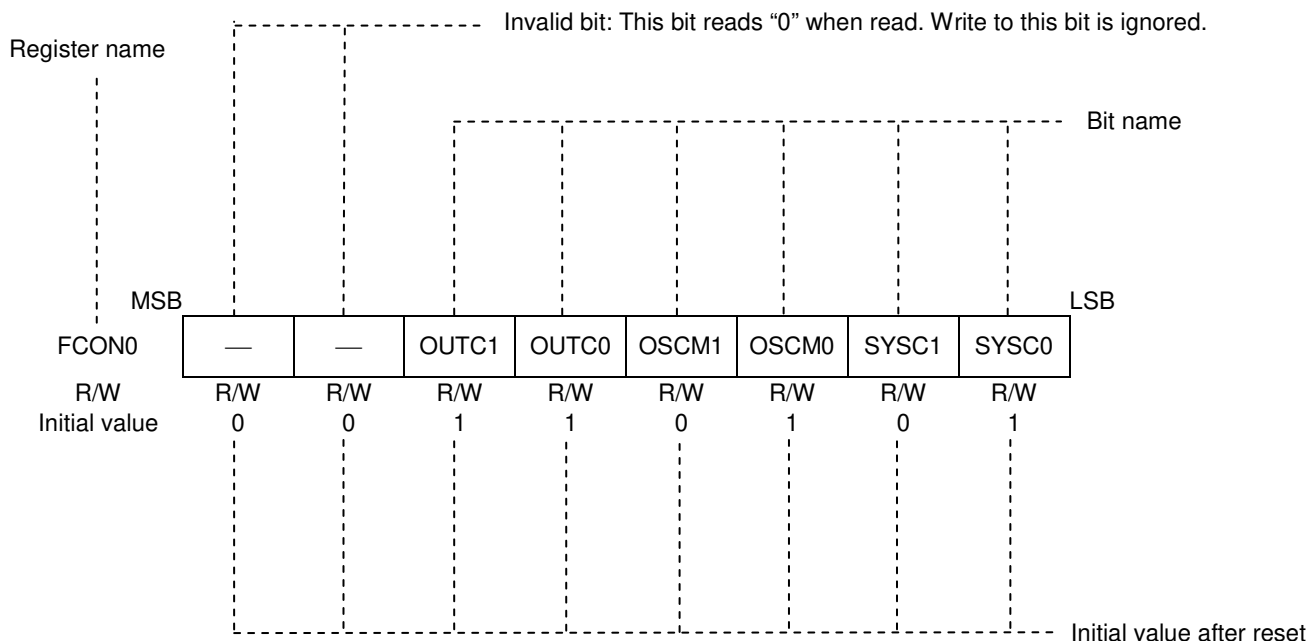 Invalid bit: This bit reads “0” when read. Write to this bit is ignored.
Register name
Bit name
MSB LSB
FCON0 — — OUTC1 OUTC0 OSCM1 OSCM0 SYSC1 SYSC0
R/W R/W R/W R/W R/W R/W R/W R/W R/W
Initial value 0 0 1 1 0 1 0 1
Initial value after reset